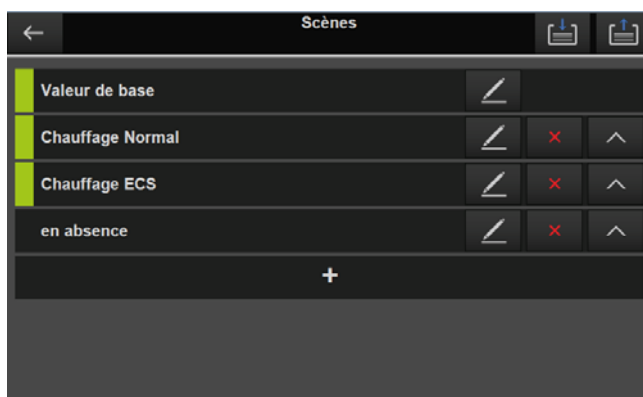 Scènes
Valeur de base
Chauffage Normal
Chauffage ECS
en absence
+